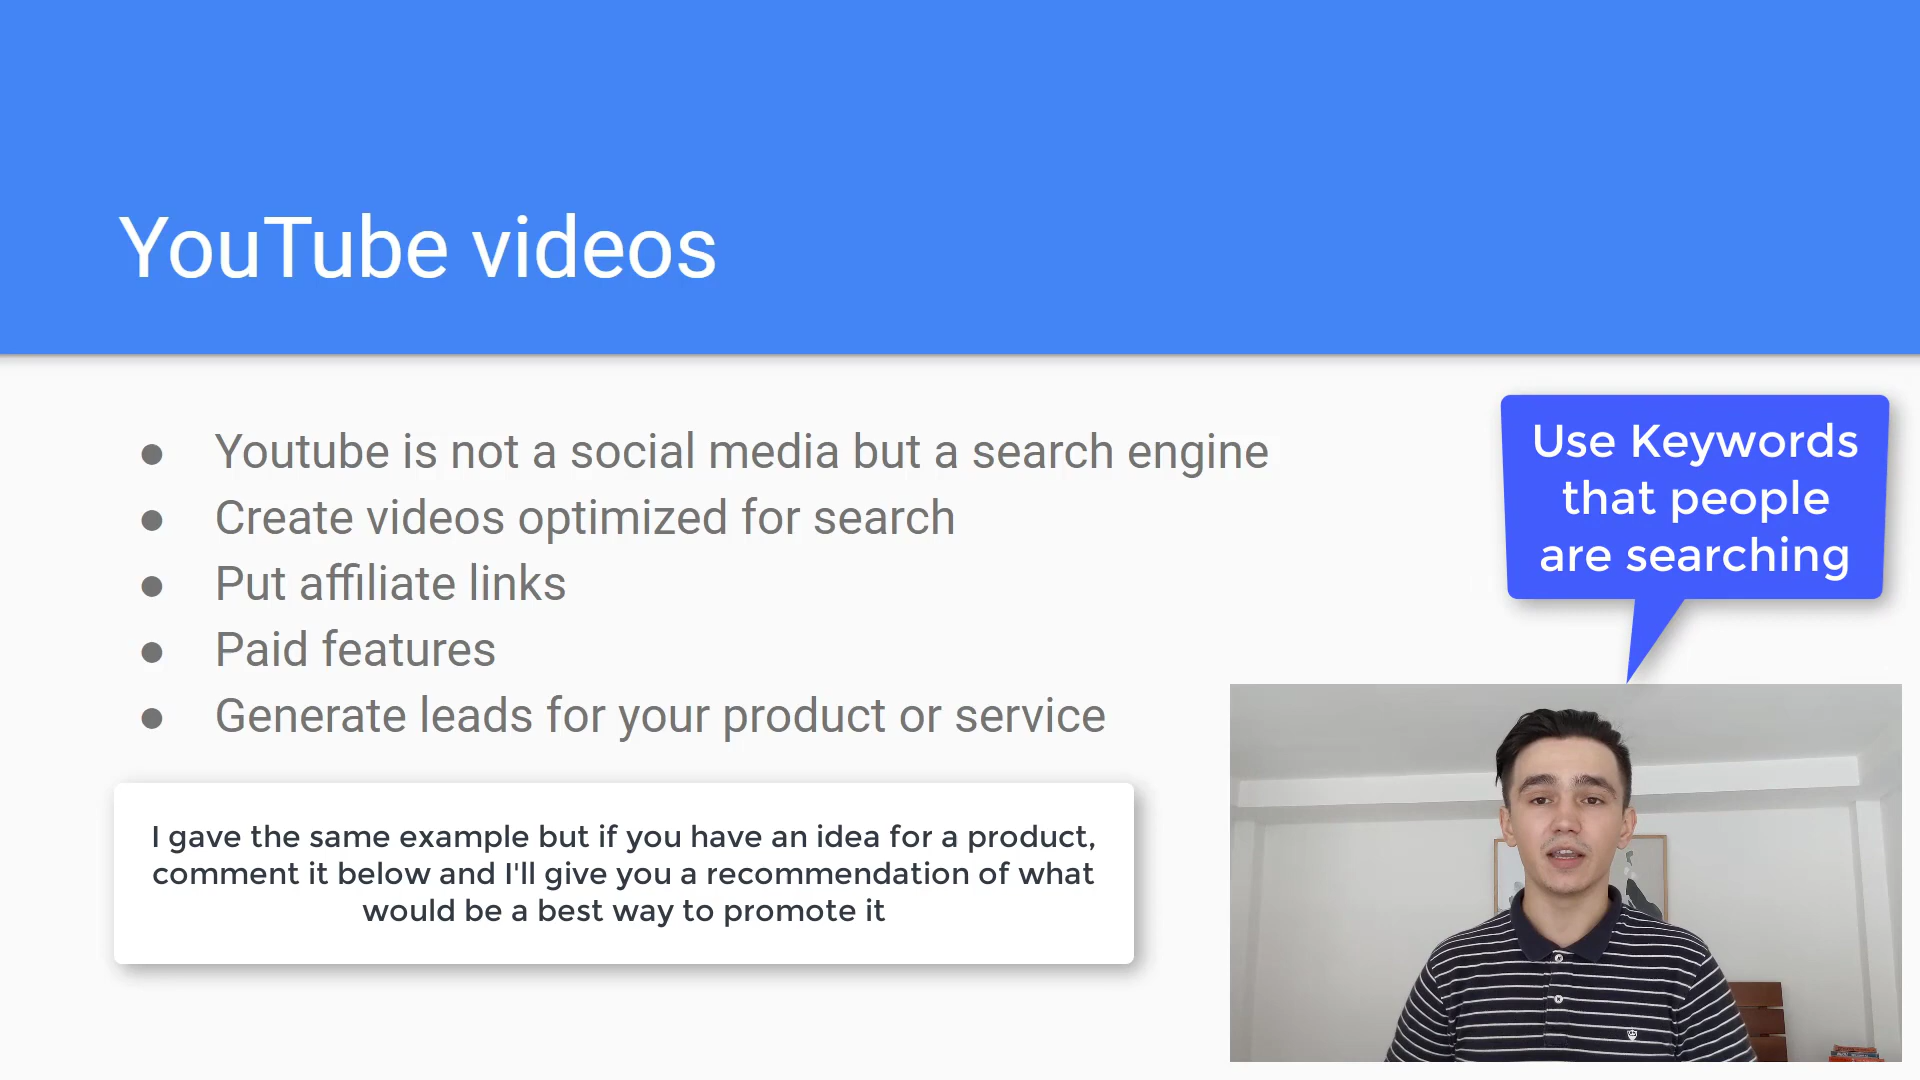 YouTube videos
● Youtube is not a social media but a search engine
● Create videos optimized for search
● Put affiliate links
● Paid features
● Generate leads for your product or service
Use Keywords
that people
are searching
I gave the same example but if you have an idea for a product,
comment it below and I'll give you a recommendation of what
would be a best way to promote it